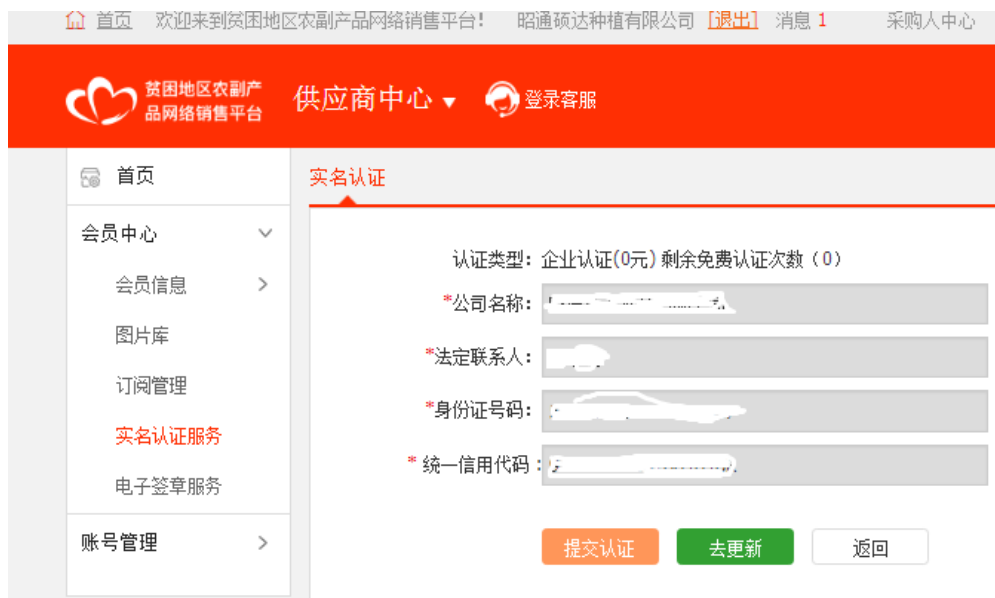 首页 欢迎来到贫困地区农副产品网络销售平台! 昭通硕达种植有限公司 [退出] 消息 1 采购人中心
贫困地区农副产
品网络销售平台
供应商中心 登录客服
首页
会员中心
会员信息
图片库
订阅管理
实名认证服务
电子签章服务
账号管理
实名认证
认证类型: 企业认证(0元) 剩余免费认证次数(0)
*公司名称:
*法定联系人:
*身份证号码:
* 统一信用代码:
提交认证 去更新 返回